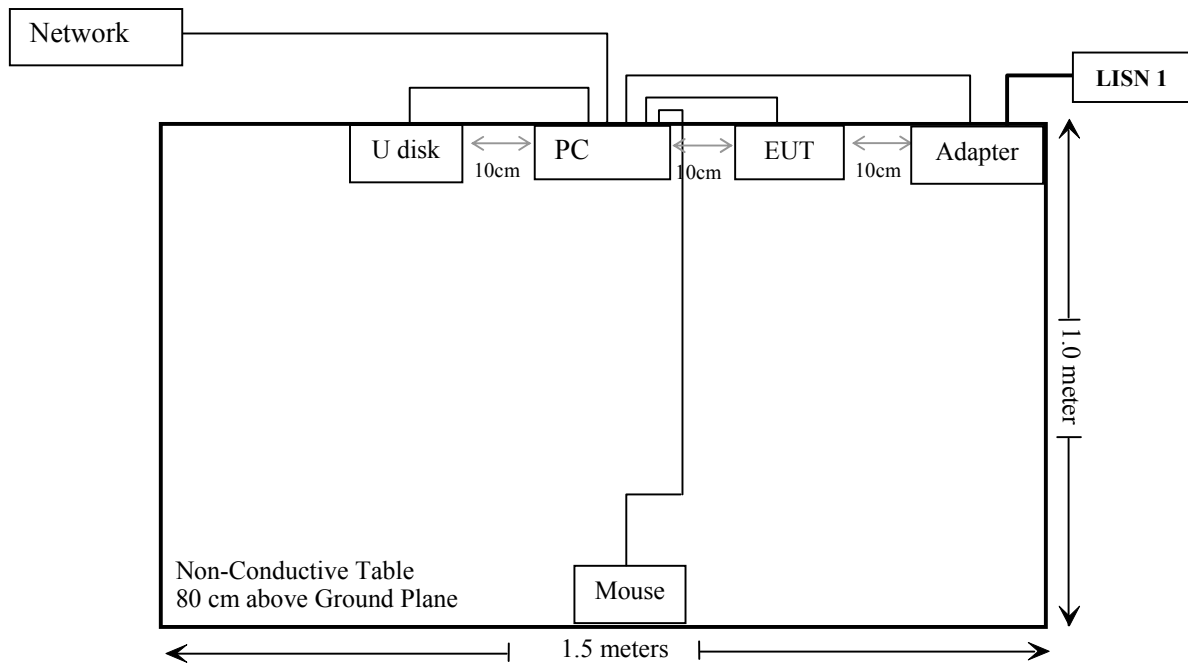 Network
LISN 1
U disk
PC
EUT
Adapter
10cm
10cm
10cm
1.0 meter
Non-Conductive Table
80 cm above Ground Plane
Mouse
1.5 meters